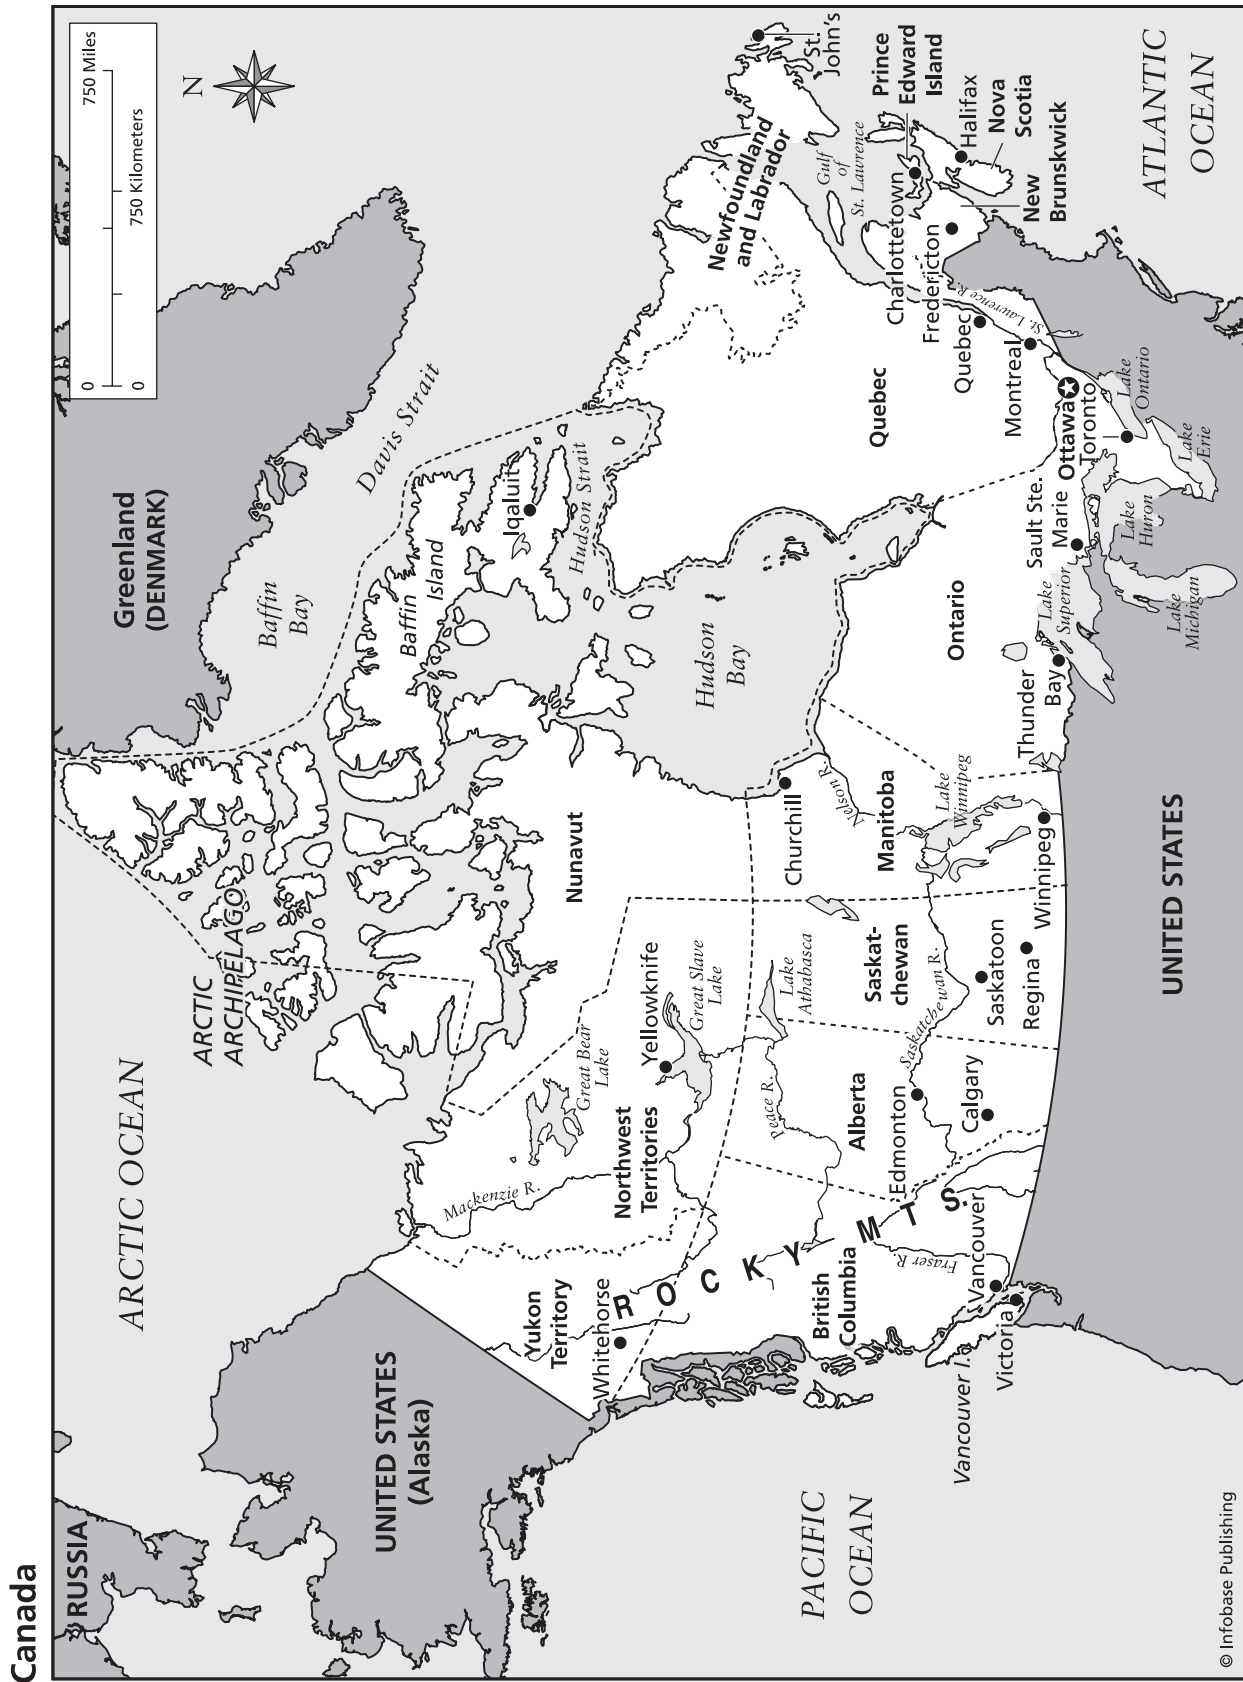 Canada
RUSSIA
UNITED STATES
(Alaska)
ARCTIC OCEAN
ARCTIC
ARCHIPELAGO
Greenland
(DENMARK)
Baffin
Bay
Davis Strait
0
750 Miles
0
750 Kilometers
N
Baffin
Island
Iqaluit
Hudson Strait
Hudson
Bay
Yukon
Territory
Whitehorse
Mackenzie R.
Northwest
Territories
Great Bear
Lake
Yellowknife
Great Slave
Lake
Nunavut
ROCKY MTS.
British
Columbia
Fraser R.
Vancouver
Victoria
Vancouver I.
Peace R.
Alberta
Edmonton
Calgary
Lake
Athabasca
Saskat-
chewan
Saskatchewan R.
Saskatoon
Regina
Churchill
Nelson R.
Manitoba
Lake
Winnipeg
Winnipeg
Ontario
Thunder
Bay
Lake
Superior
Sault Ste.
Marie
Lake
Michigan
Lake
Huron
Lake
Erie
Lake
Ontario
Toronto
Ottawa
Montreal
Quebec
St. Lawrence R.
Quebec
Newfoundland
and Labrador
St.
John's
Gulf
of
St. Lawrence
Prince
Edward
Island
Charlottetown
Fredericton
Halifax
Nova
Scotia
New
Brunskwick
PACIFIC
OCEAN
UNITED STATES
ATLANTIC
OCEAN
© Infobase Publishing